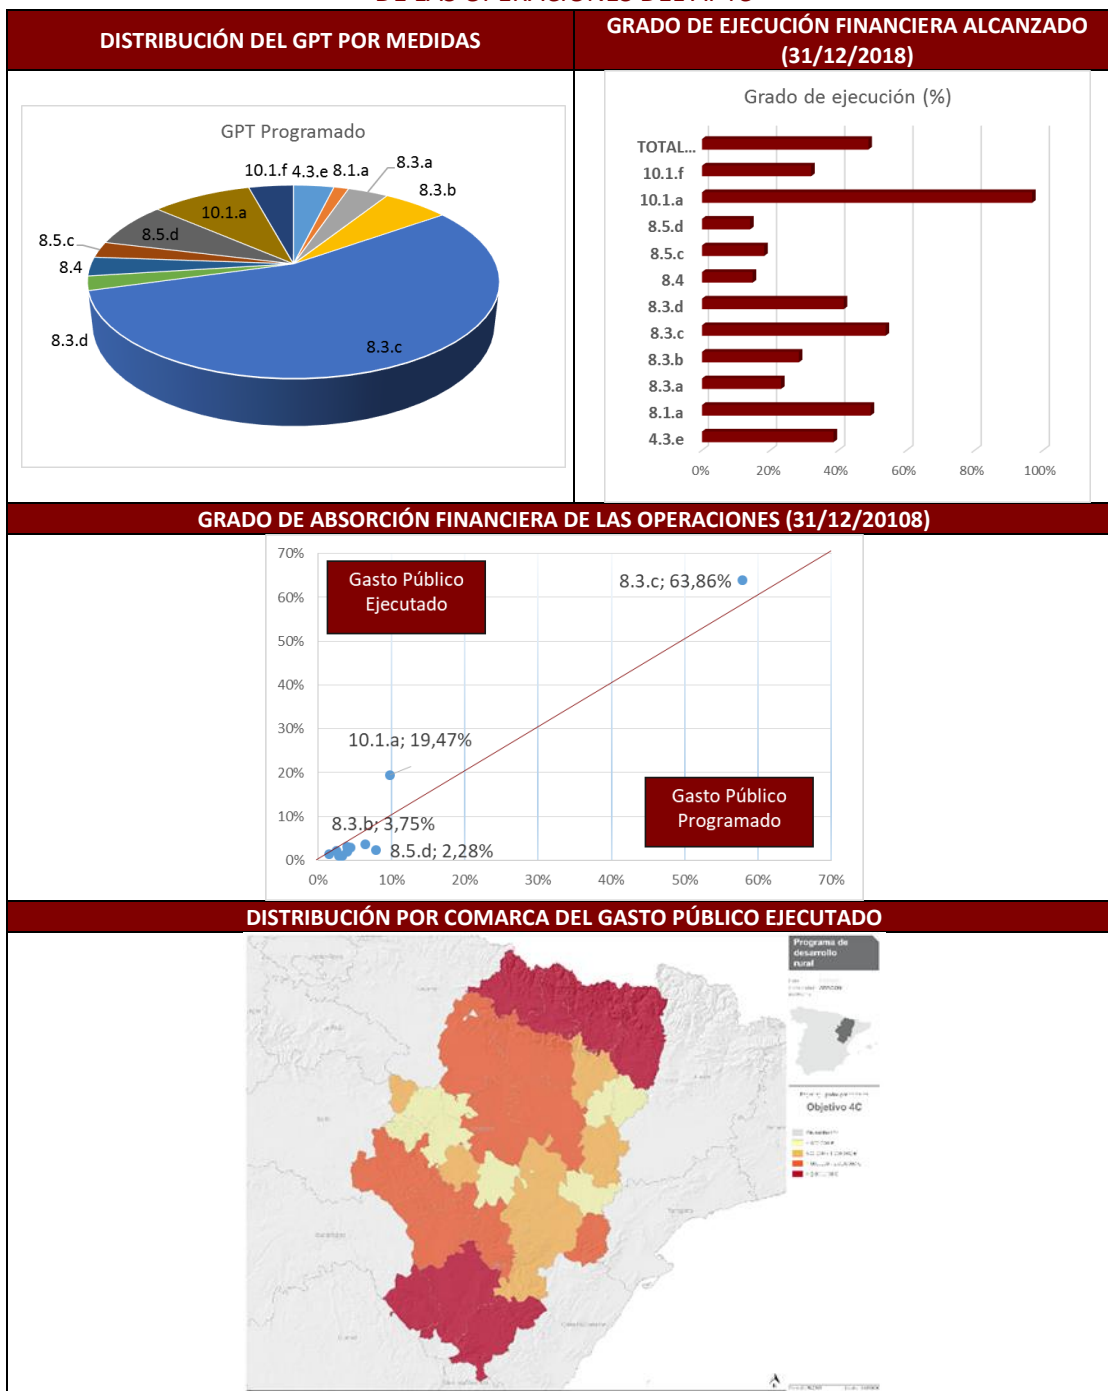 DISTRIBUCIÓN DEL GPT POR MEDIDAS
GRADO DE EJECUCIÓN FINANCIERA ALCANZADO
(31/12/2018)
GPT Programado
10.1.f
4.3.e
8.1.a
8.3.a
8.3.b
10.1.a
8.5.d
8.5.c
8.4
8.3.d
8.3.c
Grado de ejecución (%)
TOTAL...
10.1.f
10.1.a
8.5.d
8.5.c
8.4
8.3.d
8.3.c
8.3.b
8.3.a
8.1.a
4.3.e
0% 20% 40% 60% 80% 100%
GRADO DE ABSORCIÓN FINANCIERA DE LAS OPERACIONES (31/12/20108)
70%
60%
50%
40%
30%
20%
10%
0%
Gasto Público
Ejecutado
8.3.c; 63,86%
10.1.a; 19,47%
Gasto Público
Programado
8.3.b; 3,75%
8.5.d; 2,28%
0% 10% 20% 30% 40% 50% 60% 70%
DISTRIBUCIÓN POR COMARCA DEL GASTO PÚBLICO EJECUTADO
Programa de
desarrollo
rural
Objetivo 4C